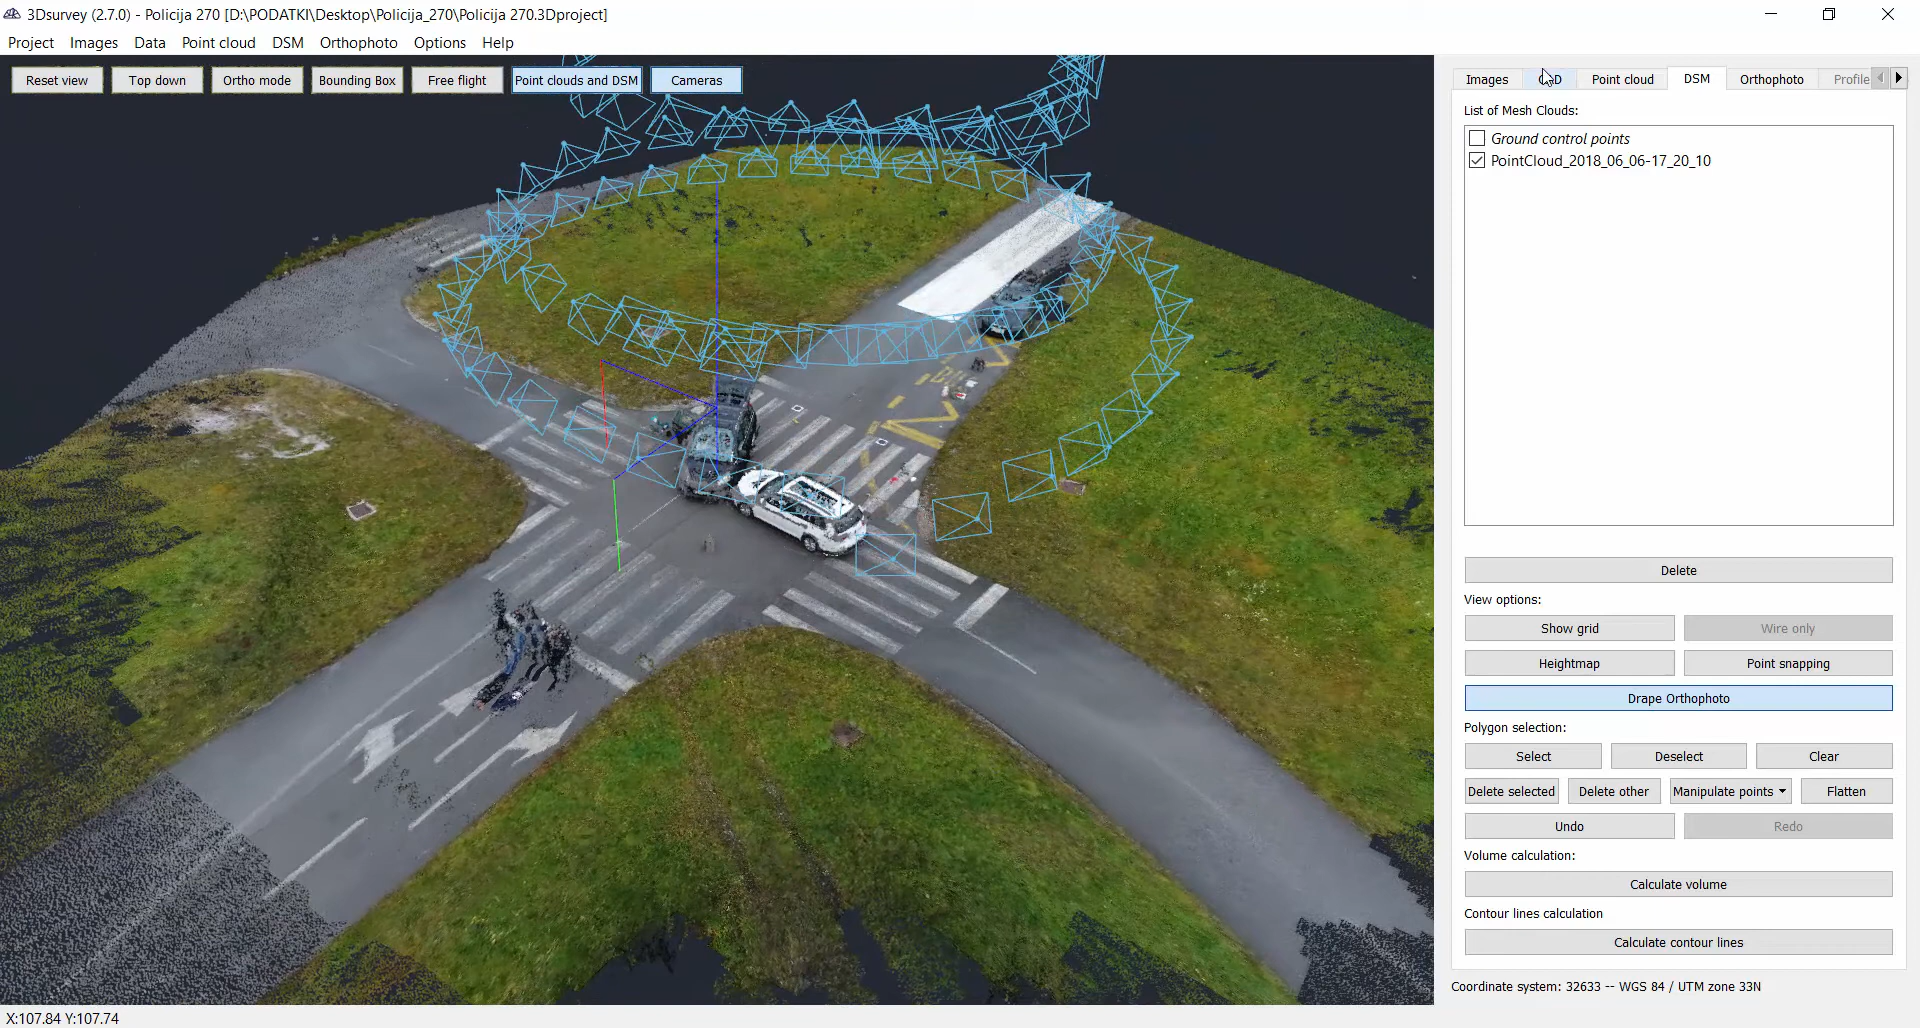 3Dsurvey (2.7.0) - Policija 270 [D:\PODATKI\Desktop\Policija_270\Policija 270.3Dproject]
Project Images Data Point cloud DSM Orthophoto Options Help
Reset view Top down Ortho mode Bounding Box Free flight Point clouds and DSM Cameras
Images Point cloud DSM Orthophoto Profile
List of Mesh Clouds:
Ground control points
PointCloud_2018_06_06-17_20_10
Delete
View options:
Show grid Wire only
Heightmap Point snapping
Drape Orthophoto
Polygon selection:
Select Deselect Clear
Delete selected Delete other Manipulate points Flatten
Undo Redo
Volume calculation:
Calculate volume
Contour lines calculation
Calculate contour lines
Coordinate system: 32633 -- WGS 84 / UTM zone 33N
X:107.84 Y:107.74